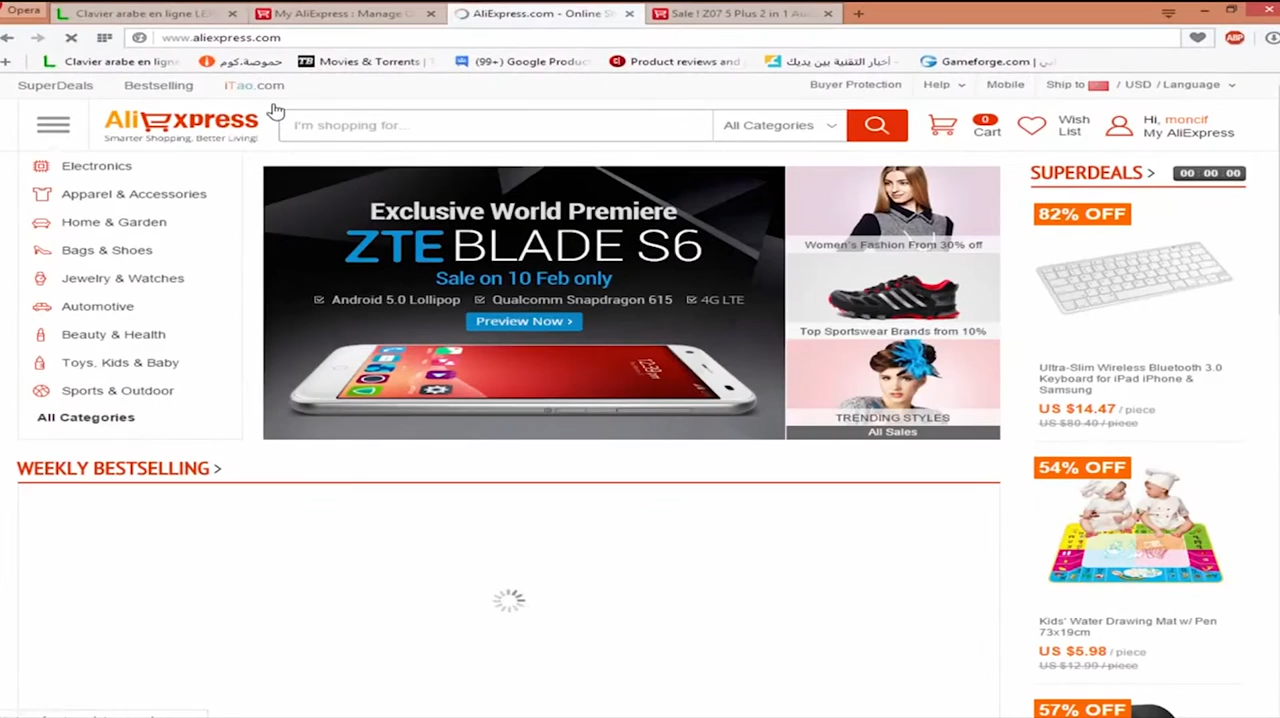 Opera
Clavier arabe en ligne LEX
My AliExpress : Manage O
AliExpress.com - Online Sh
Sale ! Z07 5 Plus 2 in 1 Au
www.aliexpress.com
Clavier arabe en ligne
حموصة.كوم
Movies & Torrents | T
(99+) Google Produc
Product reviews and
أخبار التقنية بين يديك
Gameforge.com |
SuperDeals
Bestselling
iTao.com
Buyer Protection
Help
Mobile
Ship to / USD / Language
AliExpress
Smarter Shopping, Better Living!
I'm shopping for...
All Categories
0
Cart
Wish
List
Hi, moncif
My AliExpress
Electronics
Apparel & Accessories
Home & Garden
Bags & Shoes
Jewelry & Watches
Automotive
Beauty & Health
Toys, Kids & Baby
Sports & Outdoor
All Categories
Exclusive World Premiere
ZTE BLADE S6
Sale on 10 Feb only
Android 5.0 Lollipop Qualcomm Snapdragon 615 4G LTE
Preview Now >
12:30 PM
Women's Fashion From 30% off
Top Sportswear Brands from 10%
TRENDING STYLES
All Sales
SUPERDEALS >
00 : 00 : 00
82% OFF
Ultra-Slim Wireless Bluetooth 3.0
Keyboard for iPad iPhone &
Samsung
US $14.47 / piece
US $80.40 / piece
54% OFF
Kids' Water Drawing Mat w/ Pen
73x19cm
US $5.98 / piece
US $12.99 / piece
57% OFF
WEEKLY BESTSELLING >